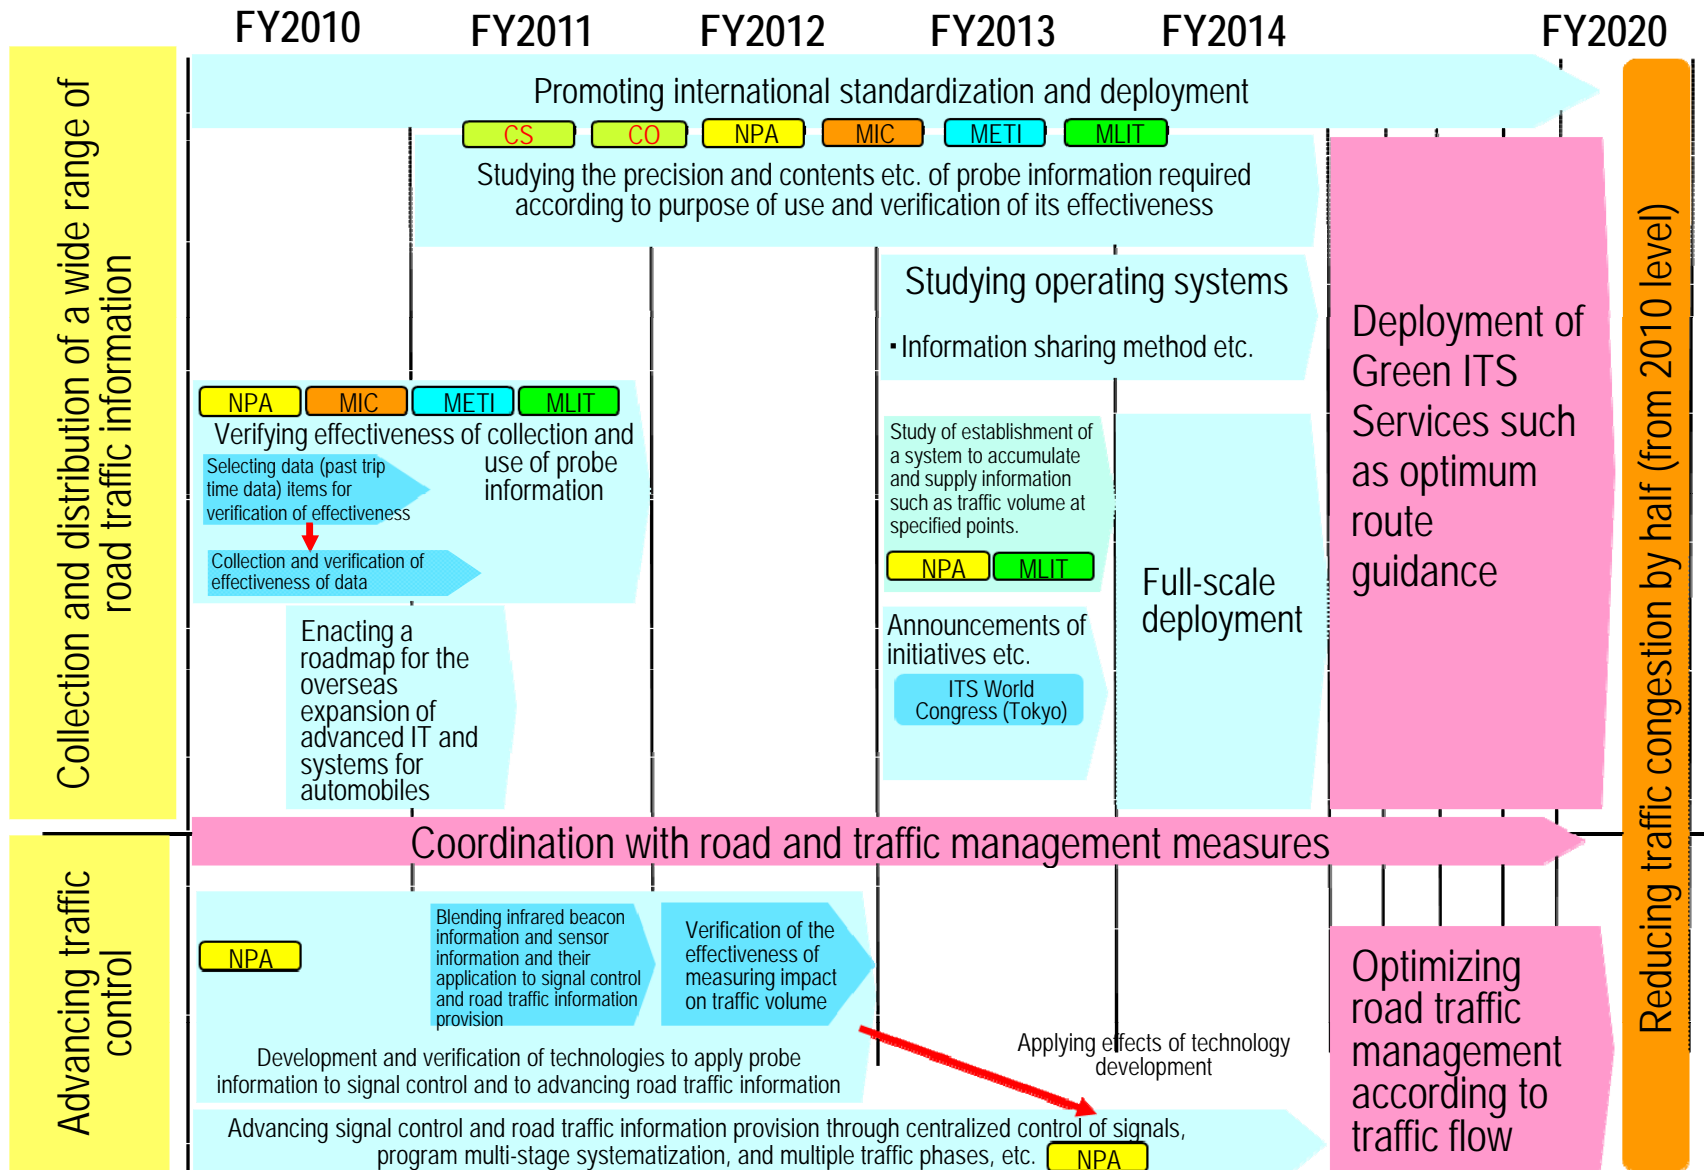 FY2010 FY2011 FY2012 FY2013 FY2014 FY2020
Collection and distribution of a wide range of
road traffic information
Promoting international standardization and deployment
CS CO NPA MIC METI MLIT
Studying the precision and contents etc. of probe information required
according to purpose of use and verification of its effectiveness
Studying operating systems
▪Information sharing method etc.
NPA MIC METI MLIT
Verifying effectiveness of collection and
use of probe
information
Selecting data (past trip
time data) items for
verification of effectiveness
Collection and verification of
effectiveness of data
Enacting a
roadmap for the
overseas
expansion of
advanced IT and
systems for
automobiles
Study of establishment of
a system to accumulate
and supply information
such as traffic volume at
specified points.
NPA MLIT
Announcements of
initiatives etc.
ITS World
Congress (Tokyo)
Full-scale
deployment
Deployment of
Green ITS
Services such
as optimum
route
guidance
Reducing traffic congestion by half (from 2010 level)
Coordination with road and traffic management measures
Advancing traffic
control
NPA
Blending infrared beacon
information and sensor
information and their
application to signal control
and road traffic information
provision
Verification of the
effectiveness of
measuring impact
on traffic volume
Development and verification of technologies to apply probe
information to signal control and to advancing road traffic information
Applying effects of technology
development
Advancing signal control and road traffic information provision through centralized control of signals,
program multi-stage systematization, and multiple traffic phases, etc.
NPA
Optimizing
road traffic
management
according to
traffic flow